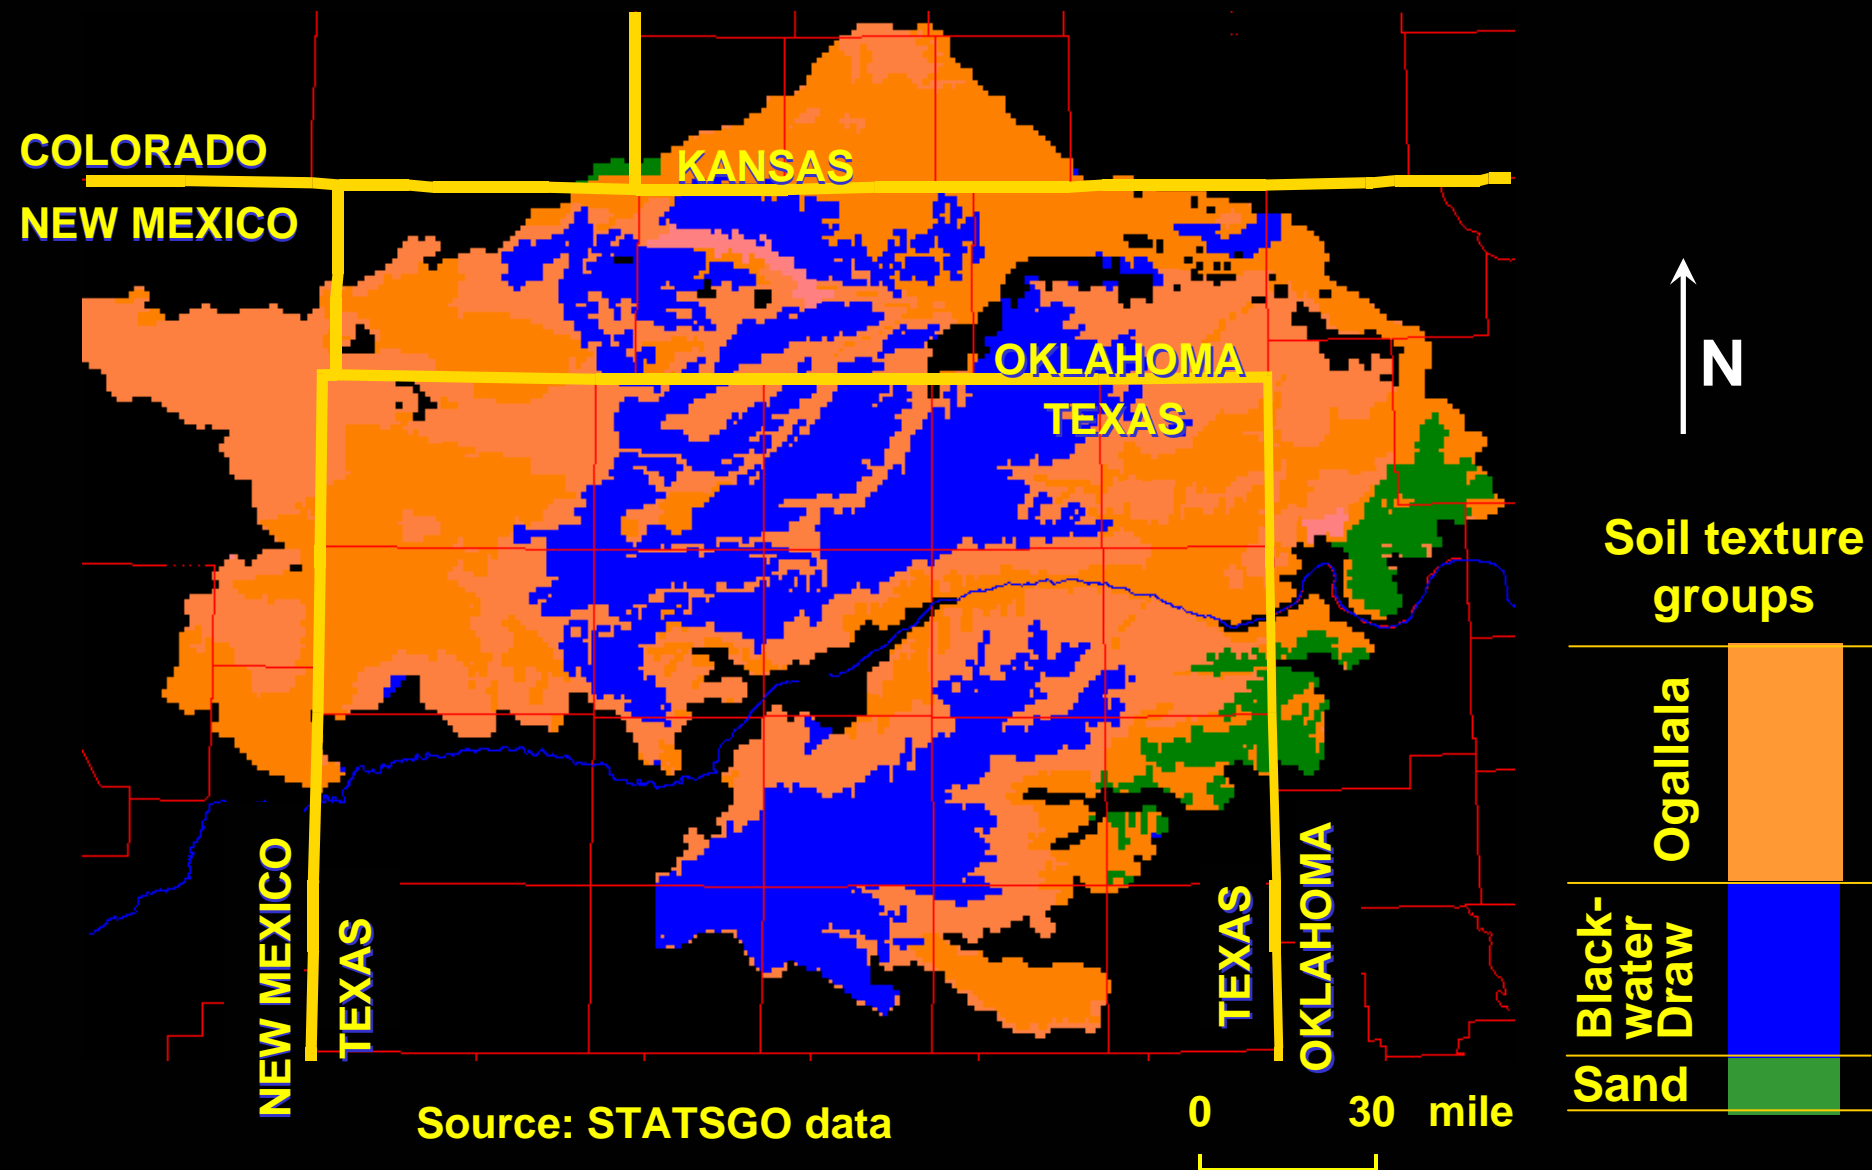 COLORADO
KANSAS
NEW MEXICO
OKLAHOMA
TEXAS
N
Soil texture
groups
Ogallala
Black-
water
Draw
Sand
NEW MEXICO
TEXAS
TEXAS
OKLAHOMA
Source: STATSGO data
0 30 mile